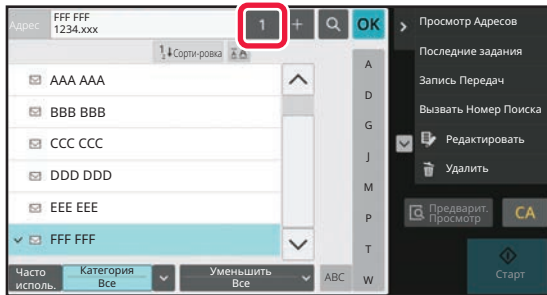 Адрес
FFF FFF
1234.xxx
1
+
OK
Сорти-ровка
AAA AAA
BBB BBB
CCC CCC
DDD DDD
EEE EEE
FFF FFF
A
D
G
J
M
P
T
W
Часто
исполь.
Категория
Все
Уменьшить
Все
ABC
Просмотр Адресов
Последние задания
Запись Передач
Вызвать Номер Поиска
Редактировать
Удалить
Предварит.
Просмотр
CA
Старт